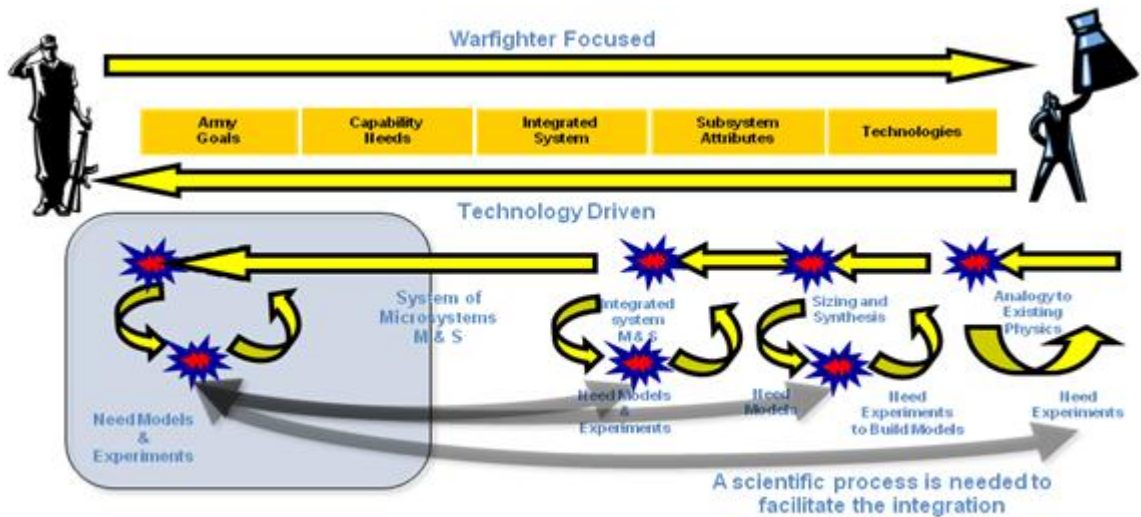 Warfighter Focused
Army
Goals
Capability
Needs
Integrated
System
Subsystem
Attributes
Technologies
Technology Driven
System of
Microsystems
M & S
Integrated
system
M & S
Sizing and
Synthesis
Analogy to
Existing
Physics
Need Models
&
Experiments
Need Models
&
Experiments
Need
Models
Need
Experiments
to Build Models
Need
Experiments
A scientific process is needed to
facilitate the integration